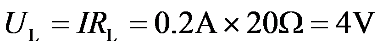 U_L = IR_L = 0.2A × 20Ω = 4V